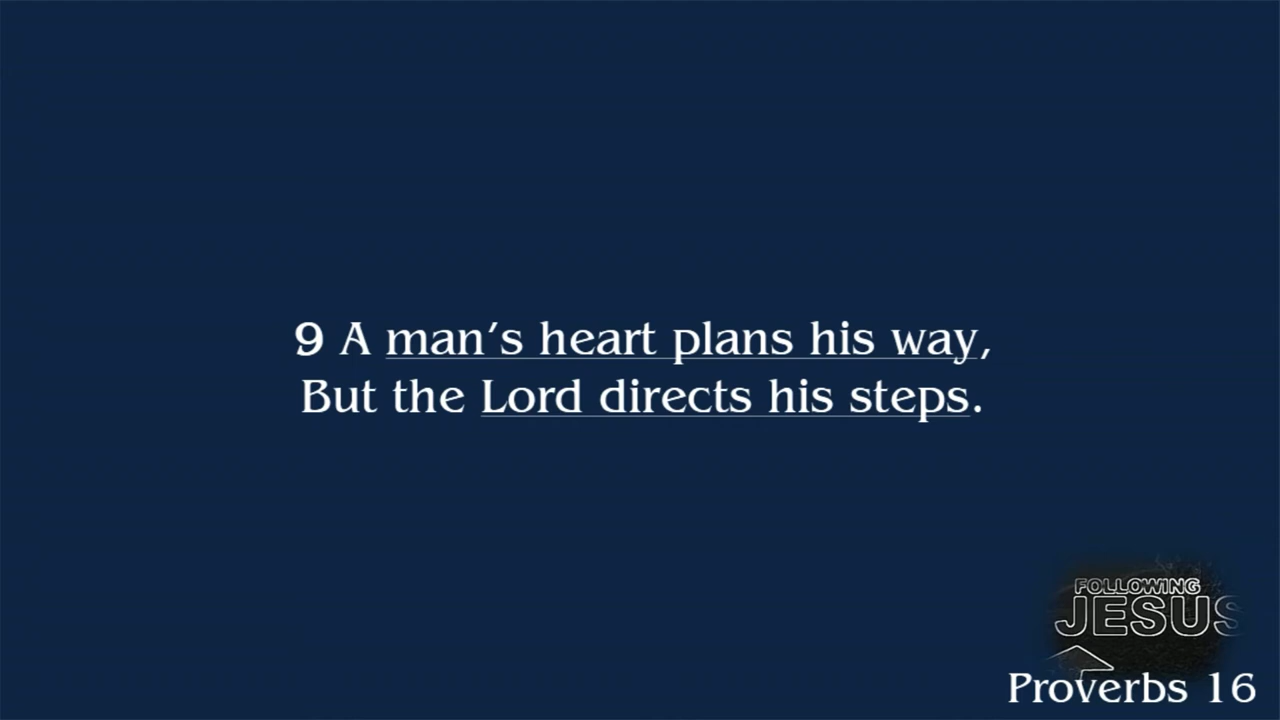 9 A man’s heart plans his way,
But the Lord directs his steps.
FOLLOWING
JESUS
Proverbs 16